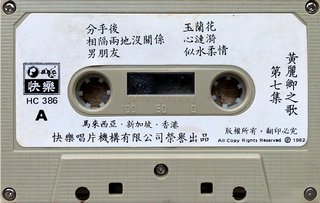 分手後
相隔兩地沒關係
男朋友
玉蘭花
心漣漪
似水柔情
黃麗卿之歌
第七集
快樂
HC 386
A
100 50 0
馬來西亞·新加坡·香港
快樂唱片機構有限公司榮譽出品
版權所有，翻印必究
All Copy Rights Reserved Ⓟ 1982